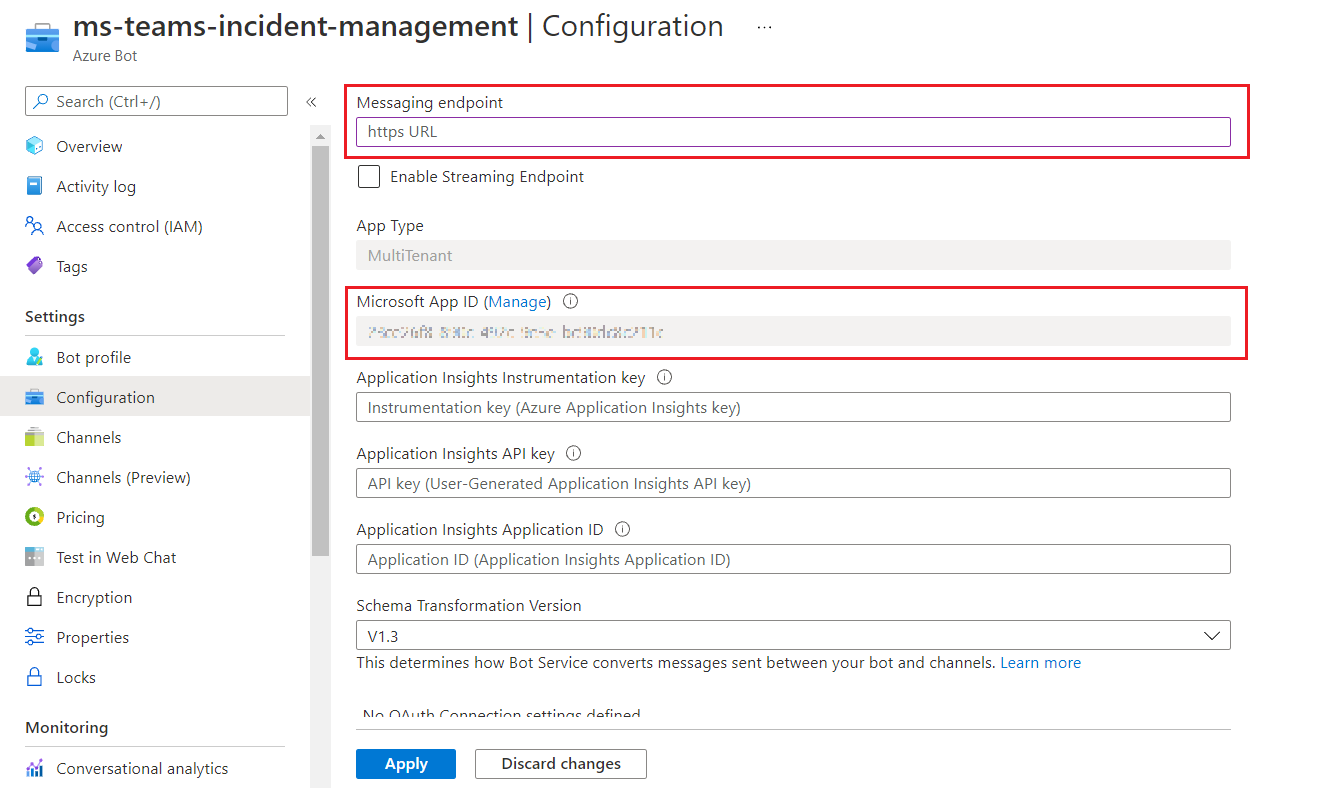 ms-teams-incident-management | Configuration ...
Azure Bot
Search (Ctrl+/)
«
Overview
Activity log
Access control (IAM)
Tags
Settings
Bot profile
Configuration
Channels
Channels (Preview)
Pricing
Test in Web Chat
Encryption
Properties
Locks
Monitoring
Conversational analytics
Messaging endpoint
https URL
Enable Streaming Endpoint
App Type
MultiTenant
Microsoft App ID (Manage)
Application Insights Instrumentation key
Instrumentation key (Azure Application Insights key)
Application Insights API key
API key (User-Generated Application Insights API key)
Application Insights Application ID
Application ID (Application Insights Application ID)
Schema Transformation Version
V1.3
This determines how Bot Service converts messages sent between your bot and channels. Learn more
No OAuth Connection settings defined
Apply
Discard changes